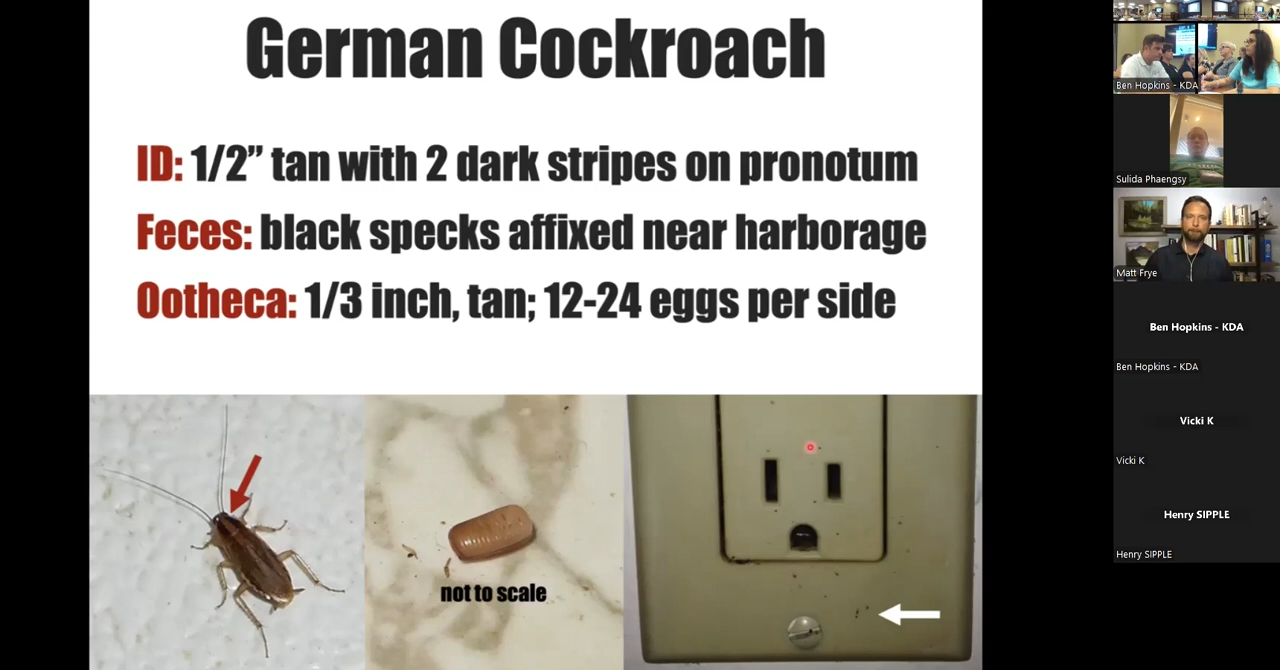 German Cockroach
ID: 1/2” tan with 2 dark stripes on pronotum
Feces: black specks affixed near harborage
Ootheca: 1/3 inch, tan; 12-24 eggs per side
not to scale
Ben Hopkins - KDA
Sulida Phaengsy
Matt Frye
Ben Hopkins - KDA
Ben Hopkins - KDA
Vicki K
Vicki K
Henry SIPPLE
Henry SIPPLE